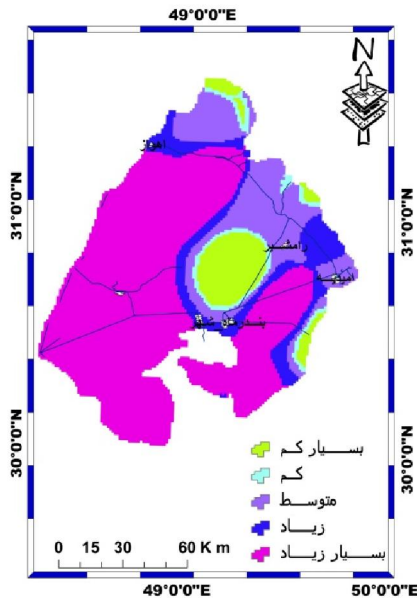 49°0'0"E
N
اهواز
31°0'0"N
31°0'0"N
رامشیر
امیدیه
بندر ماهشهر
بسیار کم
کم
متوسط
زیاد
بسیار زیاد
30°0'0"N
30°0'0"N
0 15 30 60 K m
49°0'0"E
50°0'0"E